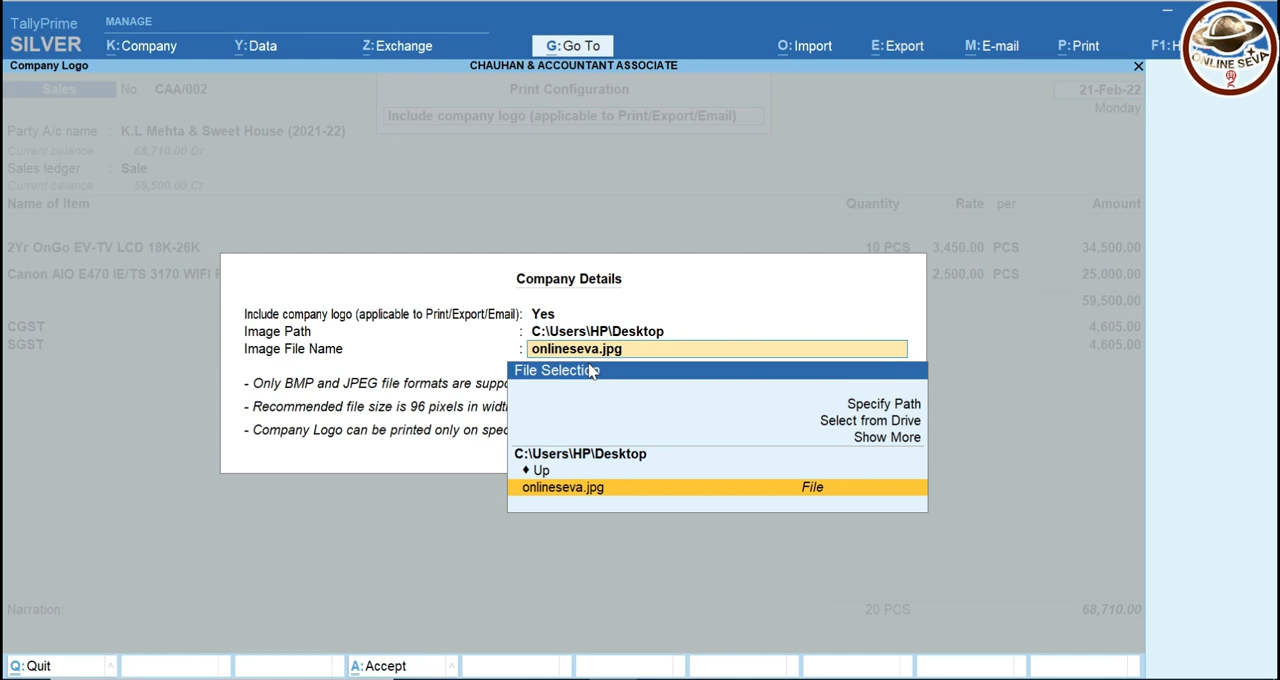 TallyPrime
MANAGE
SILVER
K:Company
Y:Data
Z:Exchange
G:Go To
O:Import
E:Export
M:E-mail
P:Print
F1:H
ONLINE SEVA
Company Logo
CHAUHAN & ACCOUNTANT ASSOCIATE
Sales No. CAA/002
Print Configuration
21-Feb-22
Monday
Include company logo (applicable to Print/Export/Email)
Party A/c name : K.L Mehta & Sweet House (2021-22)
Current balance : 68,710.00 Dr
Sales ledger : Sale
Current balance : 59,500.00 Cr
Name of Item Quantity Rate per Amount
2Yr OnGo EV-TV LCD 18K-26K 10 PCS 3,450.00 PCS 34,500.00
Canon AIO E470 IE/TS 3170 WIFI 2,500.00 PCS 25,000.00
59,500.00
CGST 4,605.00
SGST 4,605.00
Company Details
Include company logo (applicable to Print/Export/Email): Yes
Image Path : C:\Users\HP\Desktop
Image File Name : onlineseva.jpg
File Selection
- Only BMP and JPEG file formats are suppo
- Recommended file size is 96 pixels in widt
- Company Logo can be printed only on spec
Specify Path
Select from Drive
Show More
C:\Users\HP\Desktop
♦ Up
onlineseva.jpg File
Narration:
20 PCS 68,710.00
Q:Quit
A:Accept